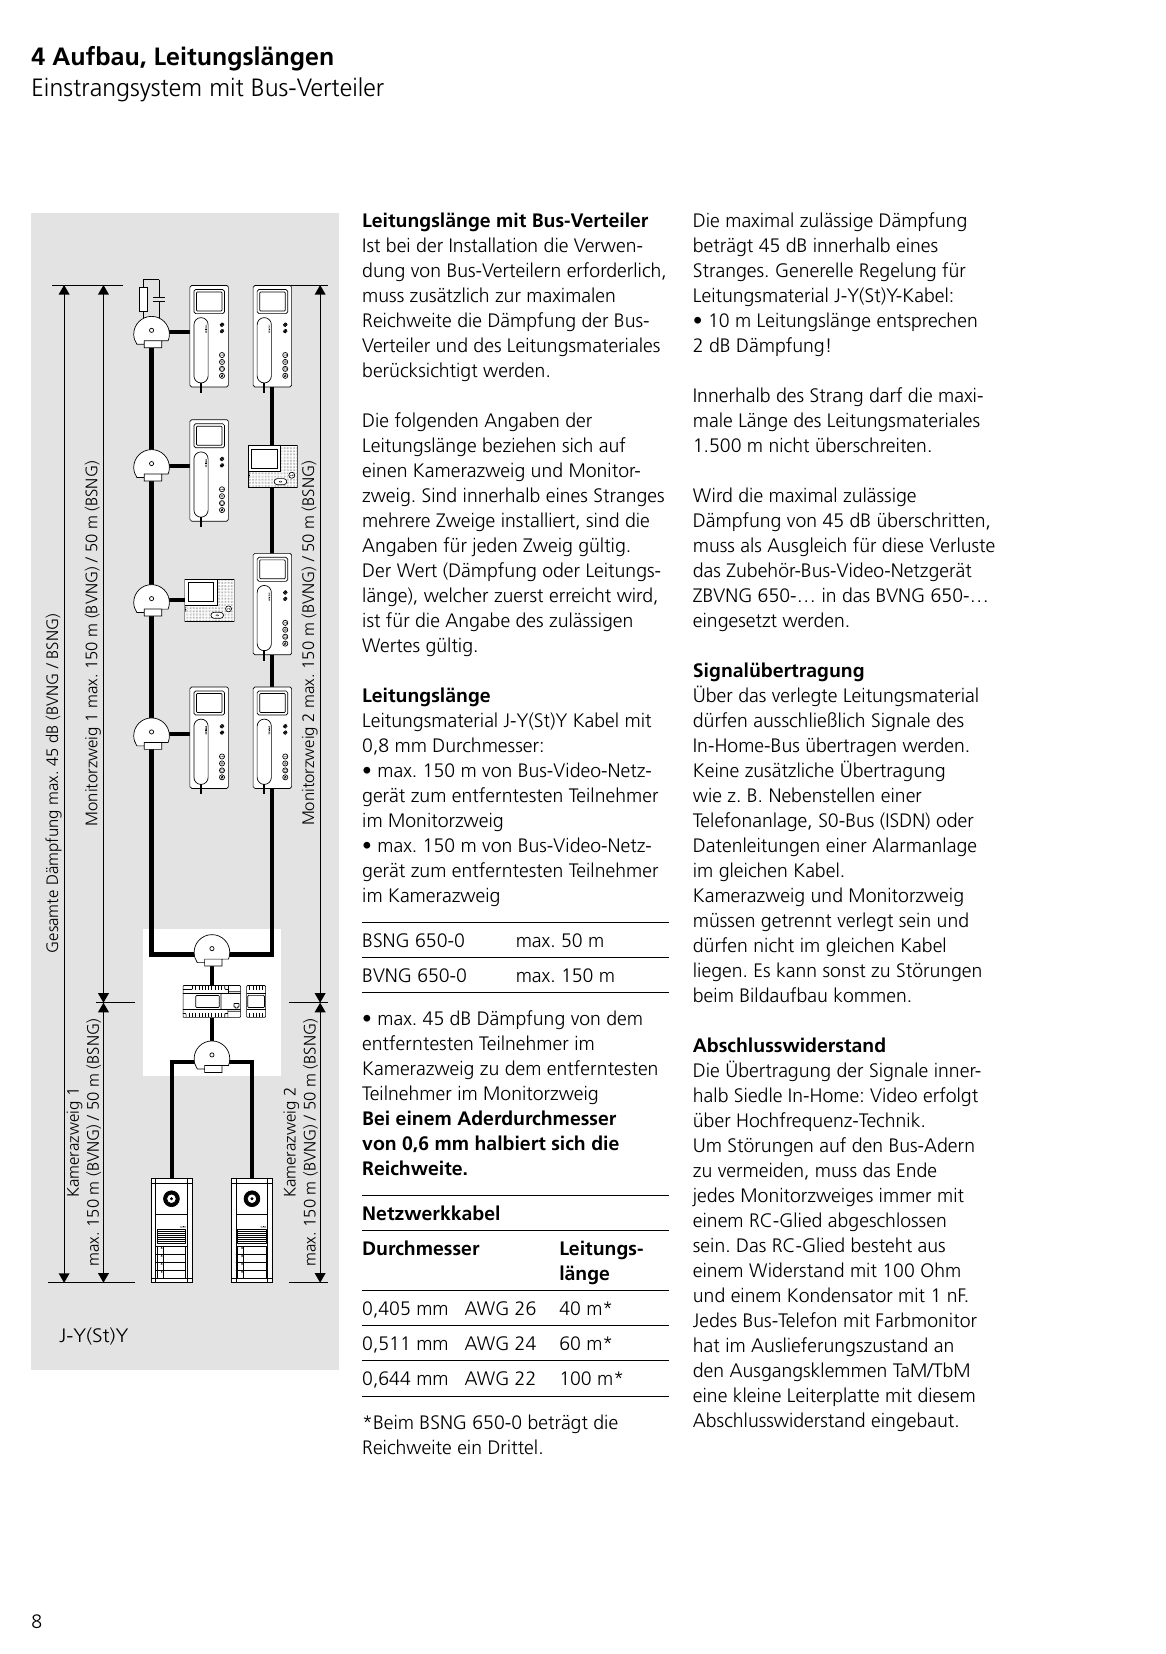 4 Aufbau, Leitungslängen
Einstrangsystem mit Bus-Verteiler
Gesamte Dämpfung max. 45 dB (BVNG / BSNG)
Monitorzweig 1 max. 150 m (BVNG) / 50 m (BSNG)
Monitorzweig 2 max. 150 m (BVNG) / 50 m (BSNG)
Kamerazweig 1
max. 150 m (BVNG) / 50 m (BSNG)
Kamerazweig 2
max. 150 m (BVNG) / 50 m (BSNG)
J-Y(St)Y
Leitungslänge mit Bus-Verteiler
Ist bei der Installation die Verwen-
dung von Bus-Verteilern erforderlich,
muss zusätzlich zur maximalen
Reichweite die Dämpfung der Bus-
Verteiler und des Leitungsmateriales
berücksichtigt werden.
Die folgenden Angaben der
Leitungslänge beziehen sich auf
einen Kamerazweig und Monitor-
zweig. Sind innerhalb eines Stranges
mehrere Zweige installiert, sind die
Angaben für jeden Zweig gültig.
Der Wert (Dämpfung oder Leitungs-
länge), welcher zuerst erreicht wird,
ist für die Angabe des zulässigen
Wertes gültig.
Leitungslänge
Leitungsmaterial J-Y(St)Y Kabel mit
0,8 mm Durchmesser:
• max. 150 m von Bus-Video-Netz-
gerät zum entferntesten Teilnehmer
im Monitorzweig
• max. 150 m von Bus-Video-Netz-
gerät zum entferntesten Teilnehmer
im Kamerazweig
BSNG 650-0 max. 50 m
BVNG 650-0 max. 150 m
• max. 45 dB Dämpfung von dem
entferntesten Teilnehmer im
Kamerazweig zu dem entferntesten
Teilnehmer im Monitorzweig
Bei einem Aderdurchmesser
von 0,6 mm halbiert sich die
Reichweite.
Netzwerkkabel
Durchmesser Leitungs-
länge
0,405 mm AWG 26 40 m*
0,511 mm AWG 24 60 m*
0,644 mm AWG 22 100 m*
*Beim BSNG 650-0 beträgt die
Reichweite ein Drittel.
Die maximal zulässige Dämpfung
beträgt 45 dB innerhalb eines
Stranges. Generelle Regelung für
Leitungsmaterial J-Y(St)Y-Kabel:
• 10 m Leitungslänge entsprechen
2 dB Dämpfung!
Innerhalb des Strang darf die maxi-
male Länge des Leitungsmateriales
1.500 m nicht überschreiten.
Wird die maximal zulässige
Dämpfung von 45 dB überschritten,
muss als Ausgleich für diese Verluste
das Zubehör-Bus-Video-Netzgerät
ZBVNG 650-… in das BVNG 650-…
eingesetzt werden.
Signalübertragung
Über das verlegte Leitungsmaterial
dürfen ausschließlich Signale des
In-Home-Bus übertragen werden.
Keine zusätzliche Übertragung
wie z. B. Nebenstellen einer
Telefonanlage, S0-Bus (ISDN) oder
Datenleitungen einer Alarmanlage
im gleichen Kabel.
Kamerazweig und Monitorzweig
müssen getrennt verlegt sein und
dürfen nicht im gleichen Kabel
liegen. Es kann sonst zu Störungen
beim Bildaufbau kommen.
Abschlusswiderstand
Die Übertragung der Signale inner-
halb Siedle In-Home: Video erfolgt
über Hochfrequenz-Technik.
Um Störungen auf den Bus-Adern
zu vermeiden, muss das Ende
jedes Monitorzweiges immer mit
einem RC-Glied abgeschlossen
sein. Das RC-Glied besteht aus
einem Widerstand mit 100 Ohm
und einem Kondensator mit 1 nF.
Jedes Bus-Telefon mit Farbmonitor
hat im Auslieferungszustand an
den Ausgangsklemmen TaM/TbM
eine kleine Leiterplatte mit diesem
Abschlusswiderstand eingebaut.
8